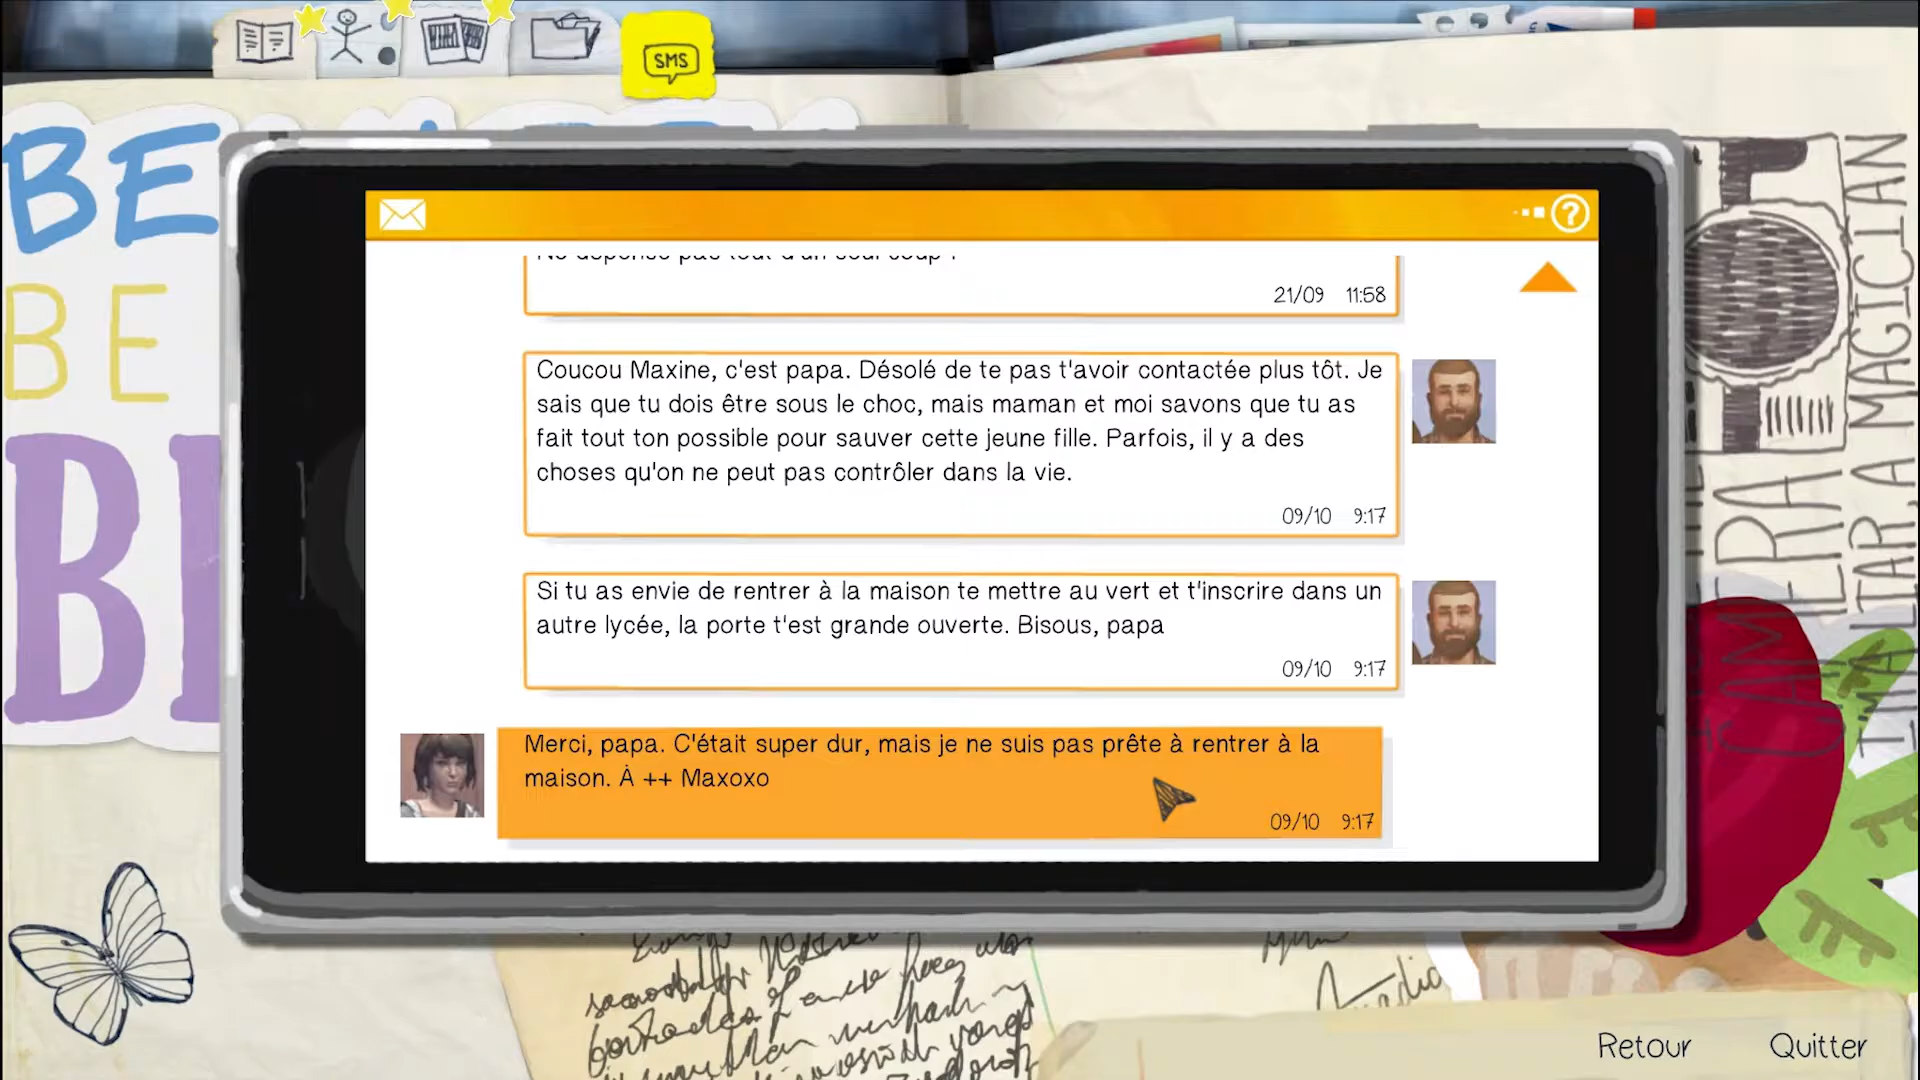 SMS
BE
BE
21/09 11:58
Coucou Maxine, c'est papa. Désolé de te pas t'avoir contactée plus tôt. Je
sais que tu dois être sous le choc, mais maman et moi savons que tu as
fait tout ton possible pour sauver cette jeune fille. Parfois, il y a des
choses qu'on ne peut pas contrôler dans la vie.
09/10 9:17
Si tu as envie de rentrer à la maison te mettre au vert et t'inscrire dans un
autre lycée, la porte t'est grande ouverte. Bisous, papa
09/10 9:17
Merci, papa. C'était super dur, mais je ne suis pas prête à rentrer à la
maison. À ++ Maxoxo
09/10 9:17
MAGICIAN
Retour Quitter